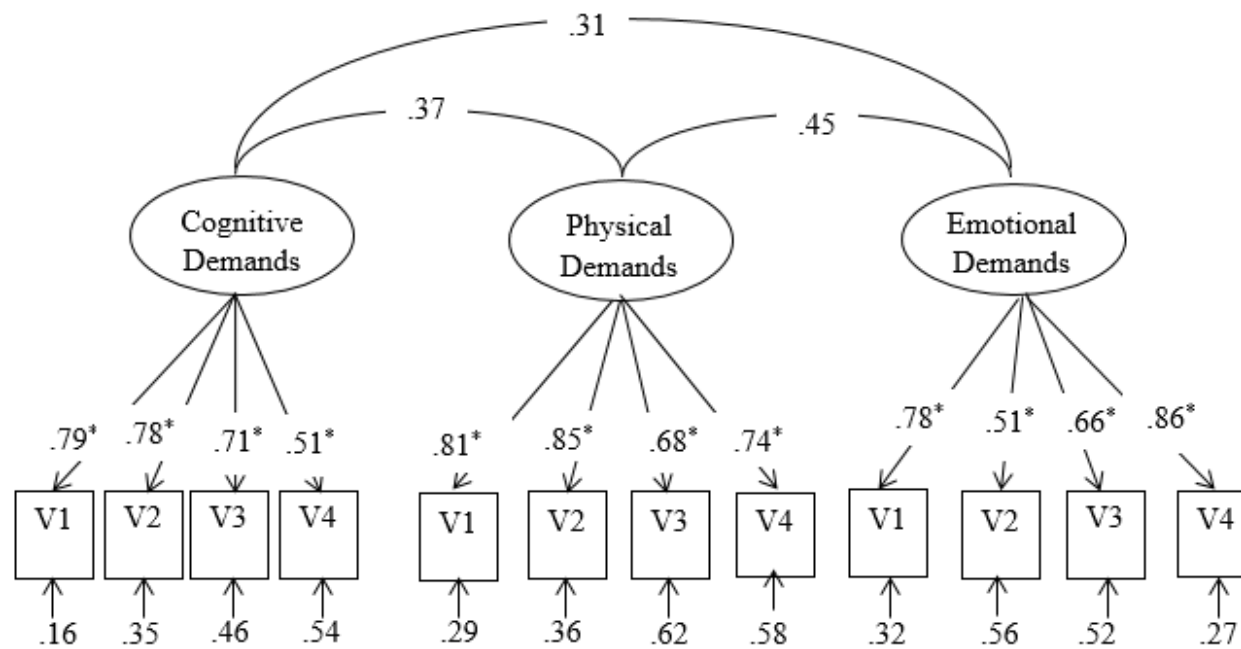 .31
.37
.45
Cognitive
Demands
Physical
Demands
Emotional
Demands
.79* .78* .71* .51* .81* .85* .68* .74* .78* .51* .66* .86*
V1 V2 V3 V4 V1 V2 V3 V4 V1 V2 V3 V4
.16 .35 .46 .54 .29 .36 .62 .58 .32 .56 .52 .27